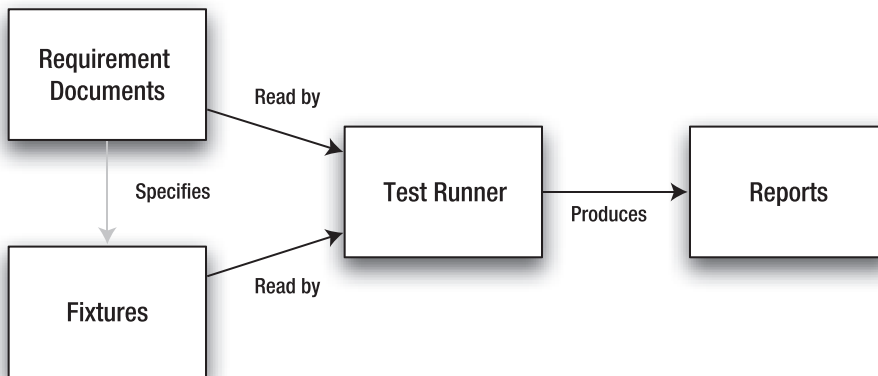 Requirement
Documents
Read by
Specifies
Test Runner
Produces
Reports
Read by
Fixtures